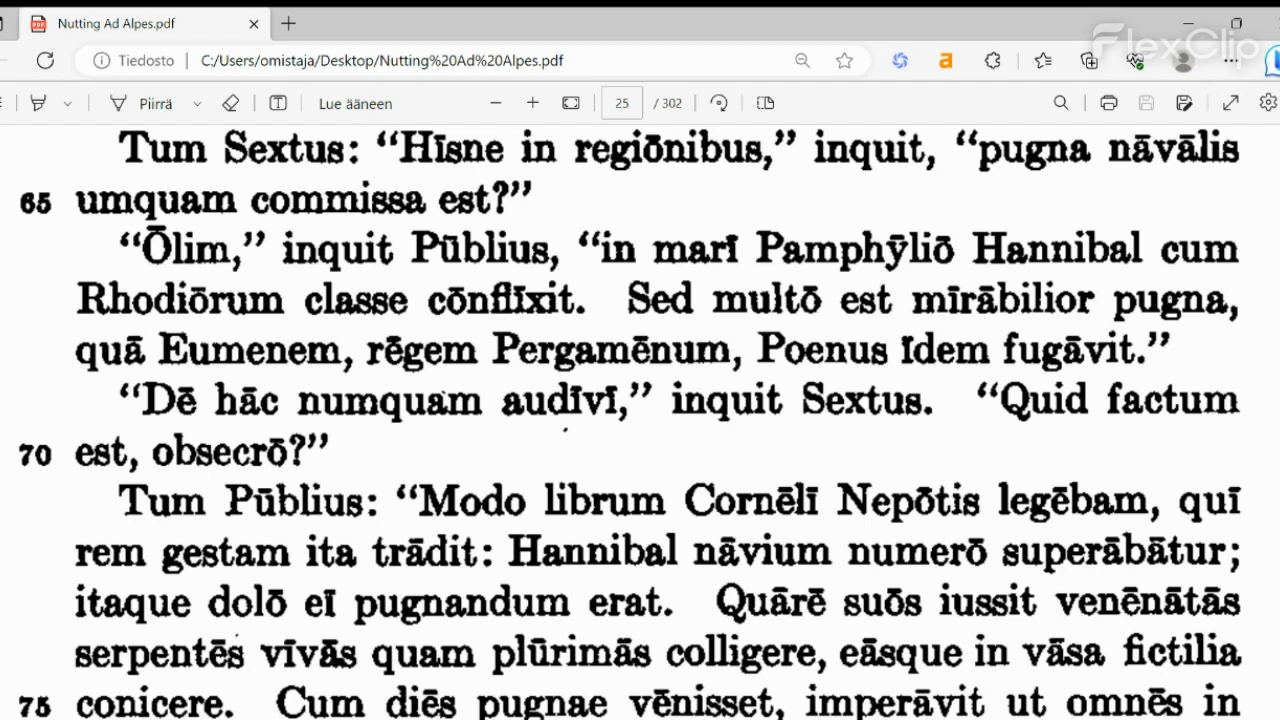 Nutting Ad Alpes.pdf
FlexClip
Tiedosto C:/Users/omistaja/Desktop/Nutting%20Ad%20Alpes.pdf
Piirrä Lue ääneen 25 / 302
Tum Sextus: “Hīsne in regiōnibus,” inquit, “pugna nāvālis
65 umquam commissa est?”
“Ōlim,” inquit Pūblius, “in marī Pamphȳliō Hannibal cum
Rhodiōrum classe cōnflīxit. Sed multō est mīrābilior pugna,
quā Eumenem, rēgem Pergamēnum, Poenus īdem fugāvit.”
“Dē hāc numquam audīvī,” inquit Sextus. “Quid factum
70 est, obsecrō?”
Tum Pūblius: “Modo librum Cornēlī Nepōtis legēbam, quī
rem gestam ita trādit: Hannibal nāvium numerō superābātur;
itaque dolō eī pugnandum erat. Quārē suōs iussit venēnātās
serpentēs vīvās quam plūrimās colligere, eāsque in vāsa fictilia
75 conicere. Cum diēs pugnae vēnisset, imperāvit ut omnēs in